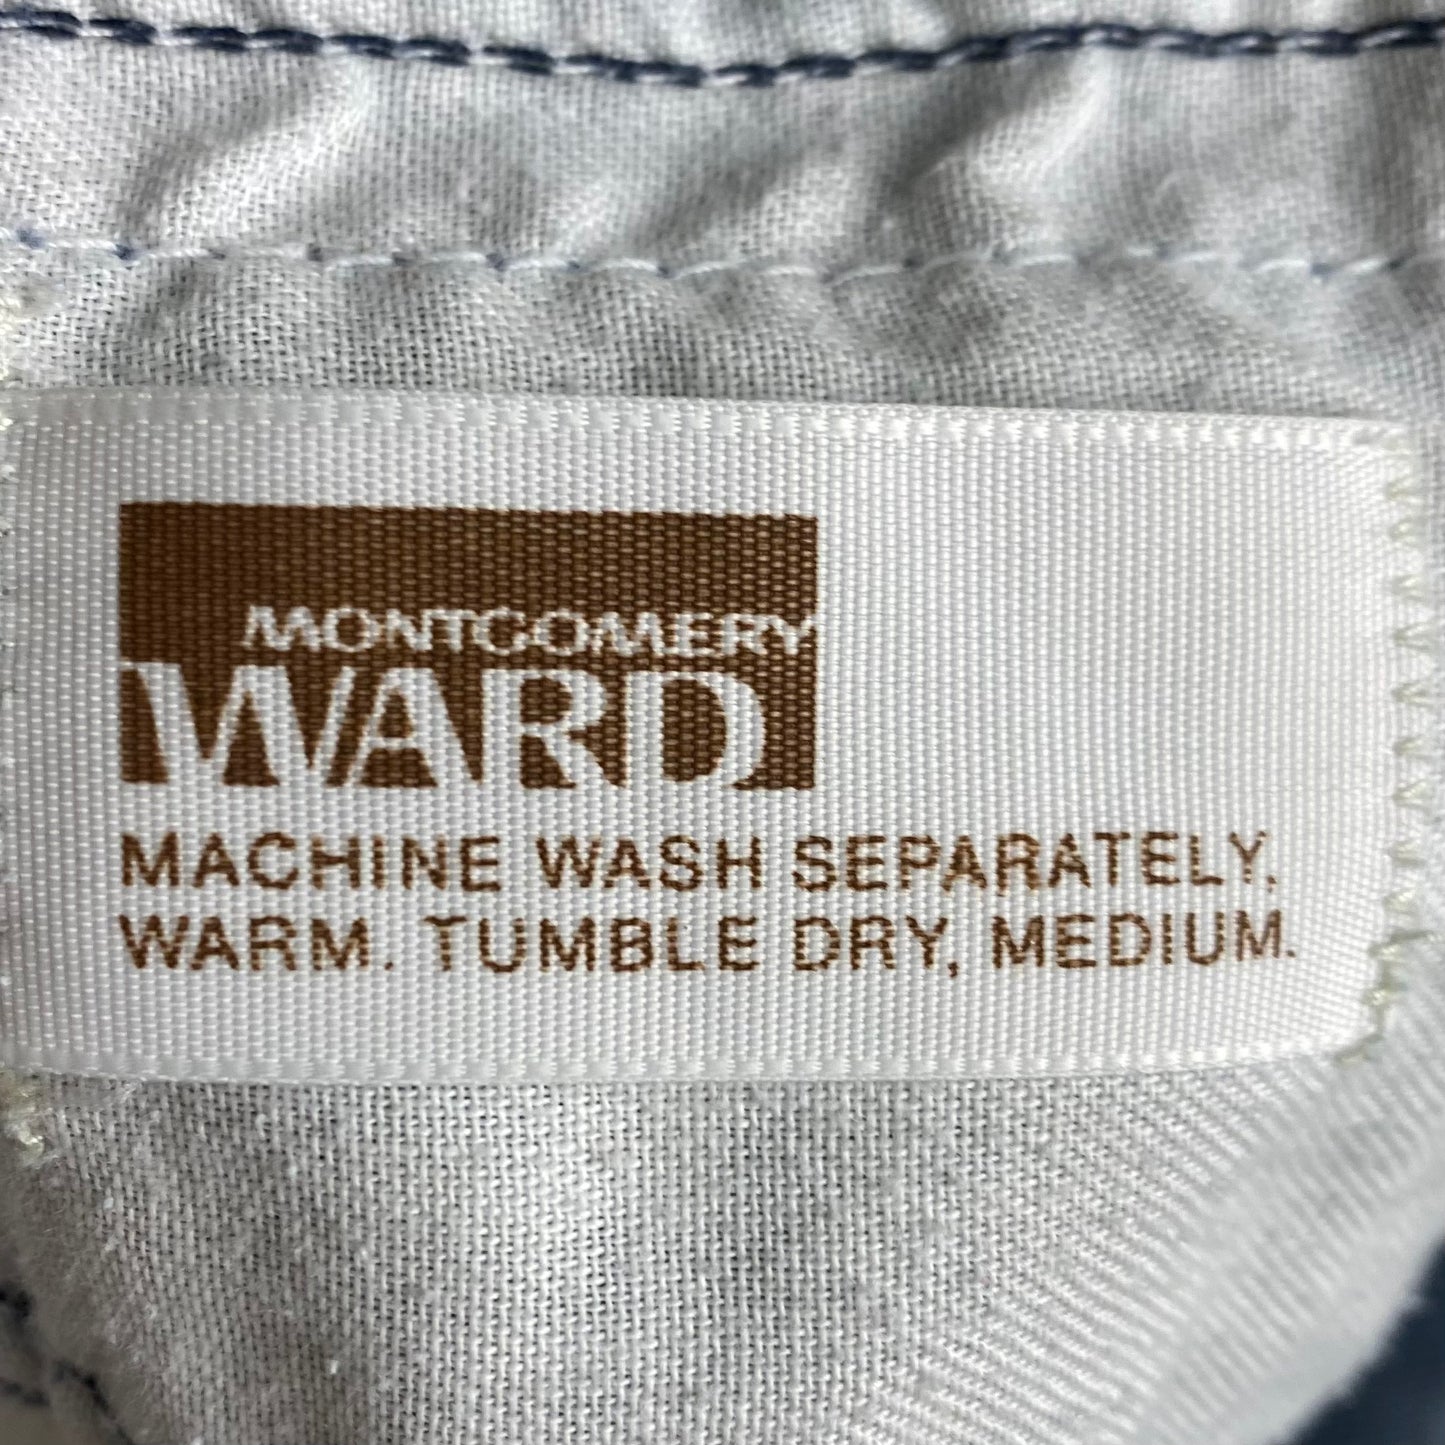 MONTGOMERY
WARD
MACHINE WASH SEPARATELY,
WARM. TUMBLE DRY, MEDIUM.